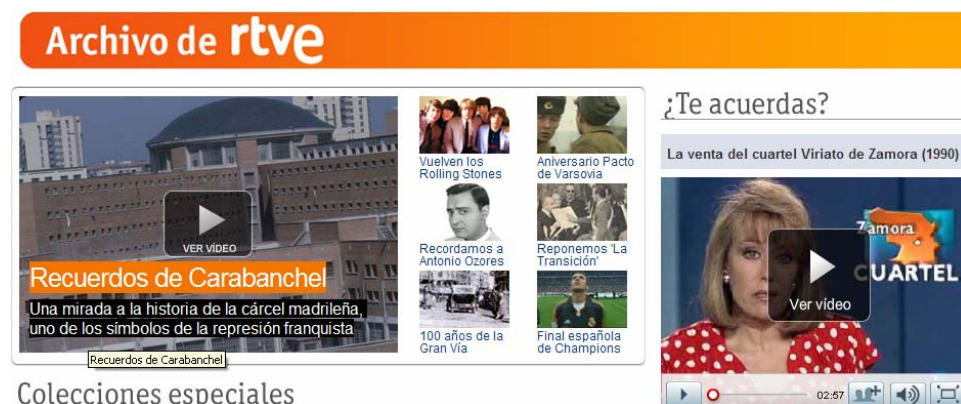 Archivo de rtve
VER VÍDEO
Recuerdos de Carabanchel
Una mirada a la historia de la cárcel madrileña,
uno de los símbolos de la represión franquista
Recuerdos de Carabanchel
Vuelven los
Rolling Stones
Aniversario Pacto
de Varsovia
Recordamos a
Antonio Ozores
Reponemos 'La
Transición'
100 años de la
Gran Vía
Final española
de Champions
¿Te acuerdas?
La venta del cuartel Viriato de Zamora (1990)
Zamora
CUARTEL
Ver vídeo
02:57
Colecciones especiales